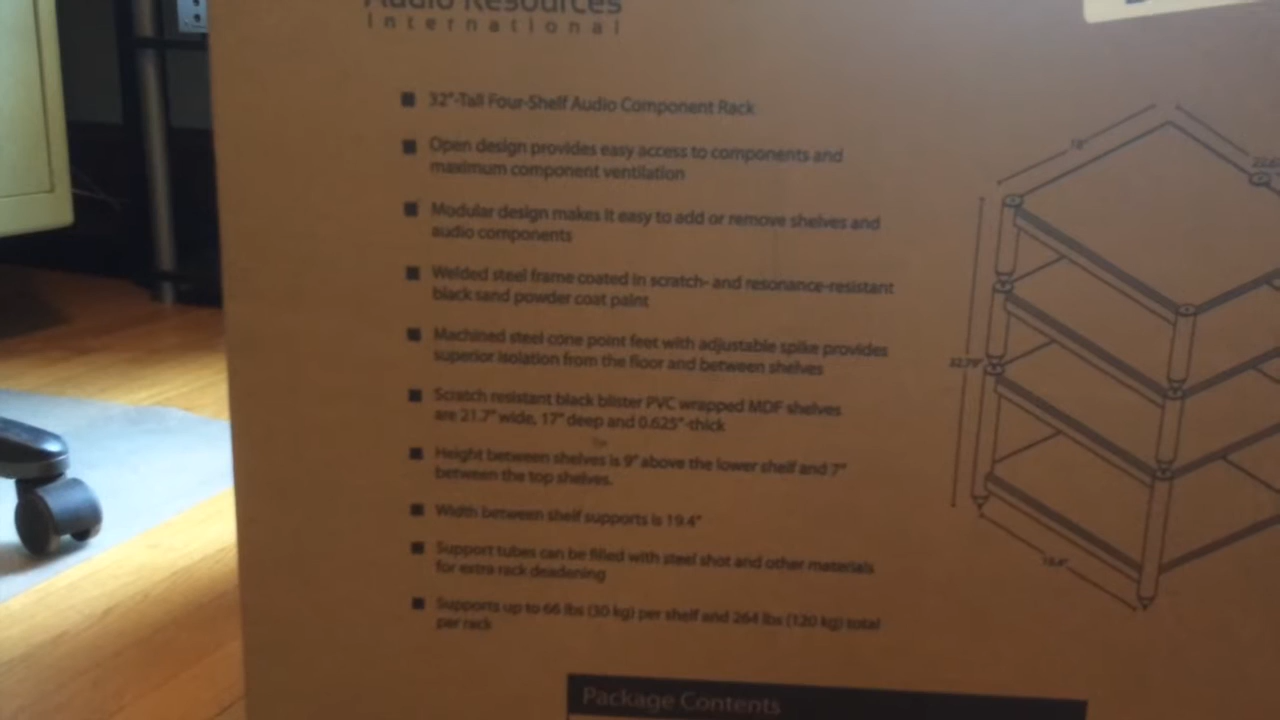 Audio Resources
International
32"-Tall Four-Shelf Audio Component Rack
Open design provides easy access to components and
maximum component ventilation
Modular design makes it easy to add or remove shelves and
audio components
Welded steel frame coated in scratch- and resonance-resistant
black sand powder coat paint
Machined steel cone point feet with adjustable spike provides
superior isolation from the floor and between shelves
Scratch resistant black blister PVC wrapped MDF shelves
are 21.7" wide, 17" deep and 0.625"-thick
Height between shelves is 9" above the lower shelf and 7"
between the top shelves.
Width between shelf supports is 19.4"
Support tubes can be filled with steel shot and other materials
for extra rack deadening
Supports up to 66 lbs (30 kg) per shelf and 264 lbs (120 kg) total
per rack
19.4"
Package Contents